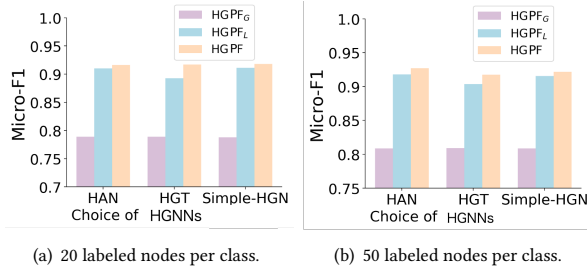 HGPF_G
HGPF_L
HGPF
1.0
0.95
0.9
0.85
0.8
0.75
0.7
Micro-F1
HAN HGT Simple-HGN
Choice of HGNNs
(a) 20 labeled nodes per class.
HGPF_G
HGPF_L
HGPF
1.0
0.95
0.9
0.85
0.8
0.75
Micro-F1
HAN HGT Simple-HGN
Choice of HGNNs
(b) 50 labeled nodes per class.